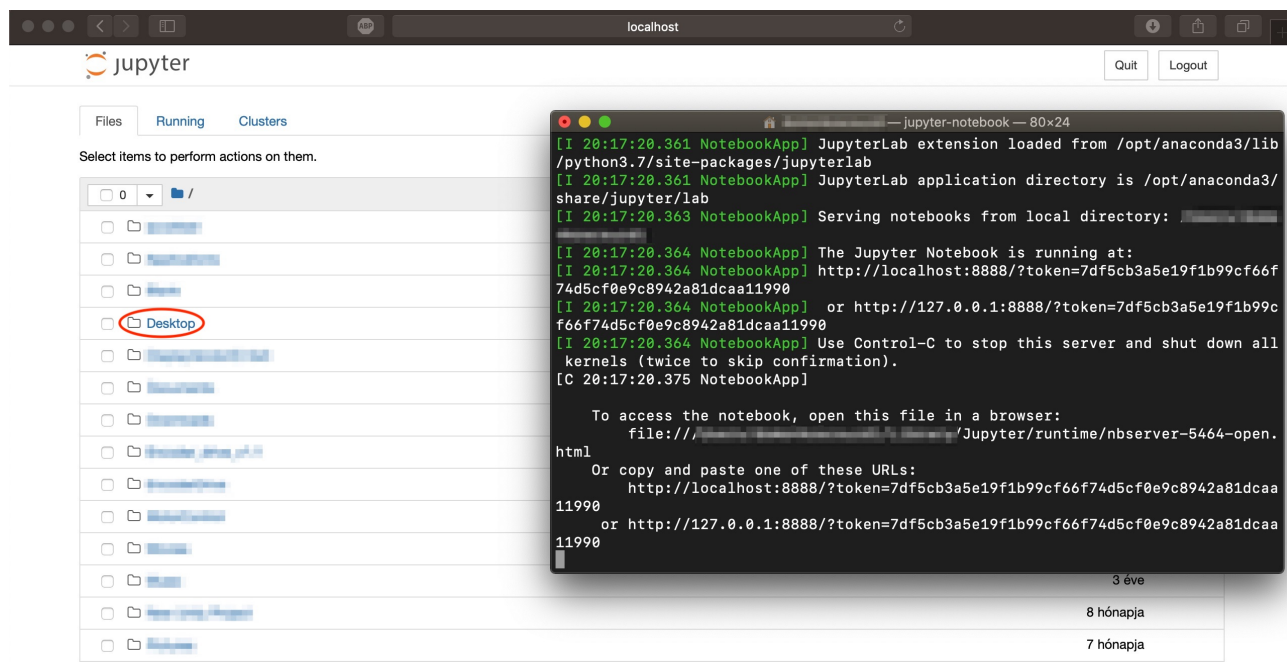 ABP
localhost
jupyter
Quit
Logout
Files Running Clusters
Select items to perform actions on them.
0 /
Desktop
3 éve
8 hónapja
7 hónapja
— jupyter-notebook — 80×24
[I 20:17:20.361 NotebookApp] JupyterLab extension loaded from /opt/anaconda3/lib
/python3.7/site-packages/jupyterlab
[I 20:17:20.361 NotebookApp] JupyterLab application directory is /opt/anaconda3/
share/jupyter/lab
[I 20:17:20.363 NotebookApp] Serving notebooks from local directory:
[I 20:17:20.364 NotebookApp] The Jupyter Notebook is running at:
[I 20:17:20.364 NotebookApp] http://localhost:8888/?token=7df5cb3a5e19f1b99cf66f
74d5cf0e9c8942a81dcaa11990
[I 20:17:20.364 NotebookApp]  or http://127.0.0.1:8888/?token=7df5cb3a5e19f1b99c
f66f74d5cf0e9c8942a81dcaa11990
[I 20:17:20.364 NotebookApp] Use Control-C to stop this server and shut down all
kernels (twice to skip confirmation).
[C 20:17:20.375 NotebookApp]
To access the notebook, open this file in a browser:
file:/// /Jupyter/runtime/nbserver-5464-open.
html
Or copy and paste one of these URLs:
http://localhost:8888/?token=7df5cb3a5e19f1b99cf66f74d5cf0e9c8942a81dcaa
11990
or http://127.0.0.1:8888/?token=7df5cb3a5e19f1b99cf66f74d5cf0e9c8942a81dcaa
11990